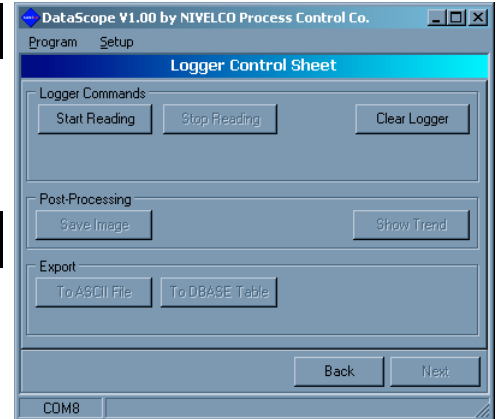 DataScope V1.00 by NIVELCO Process Control Co.
Program Setup
Logger Control Sheet
Logger Commands
Start Reading Stop Reading Clear Logger
Post-Processing
Save Image Show Trend
Export
To ASCII File To DBASE Table
Back Next
COM8